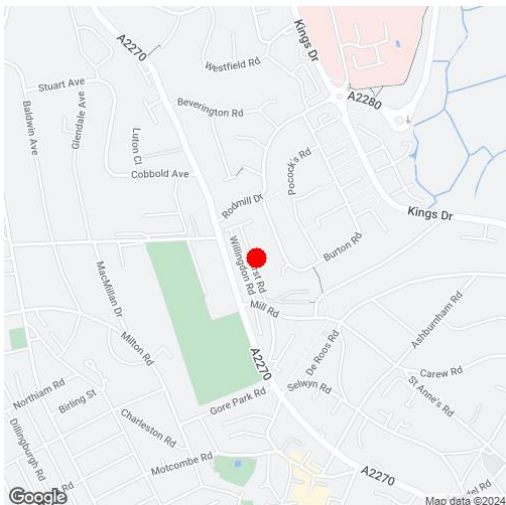 A2270
Kings Dr
Westfield Rd
Stuart Ave
A2280
Baldwin Ave
Glendale Ave
Beverington Rd
Luton Cl
Pocock's Rd
Cobbold Ave
Rodmill Dr
Kings Dr
Burton Rd
Willingdon Rd
Rd
MacMillan Dr
Mill Rd
Milton Rd
A2270
De Roos Rd
Ashburnham Rd
Carew Rd
Northiam Rd
Birling St
Selwyn Rd
St Anne's Rd
Gore Park Rd
Dillingburgh Rd
Charleston Rd
Motcombe Rd
A2270
Rd
Rd
Google
Map data ©2024